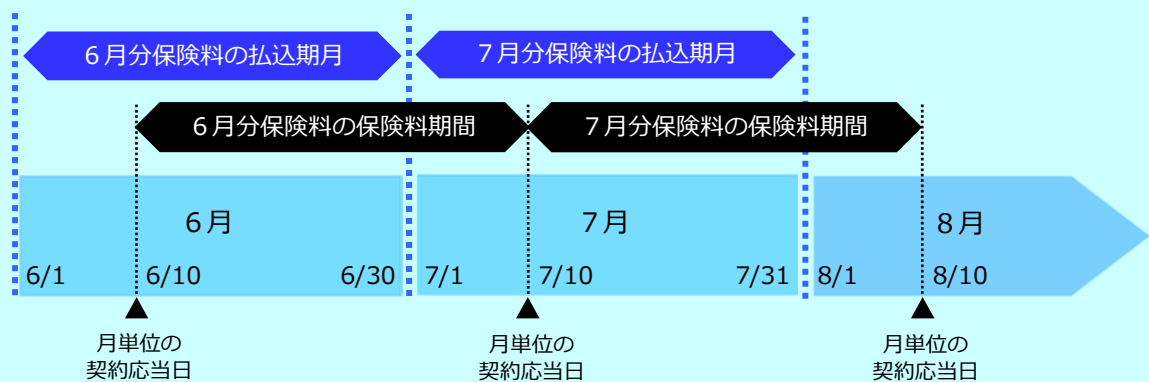 ６月分保険料の払込期月
７月分保険料の払込期月
６月分保険料の保険料期間
７月分保険料の保険料期間
６月
７月
８月
6/1
6/10
6/30
7/1
7/10
7/31
8/1
8/10
月単位の
契約応当日
月単位の
契約応当日
月単位の
契約応当日